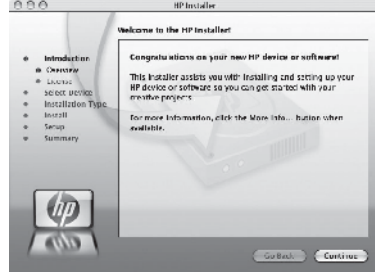 HP Installer
Welcome to the HP Installer!
Introduction
Overview
License
Select Device
Installation Type
Install
Setup
Summary
Congratulations on your new HP device or software!
This installer assists you with installing and setting up your
HP device or software so you can get started with your
creative projects.
For more information, click the More Info... button when
available.
hp
Go Back
Continue